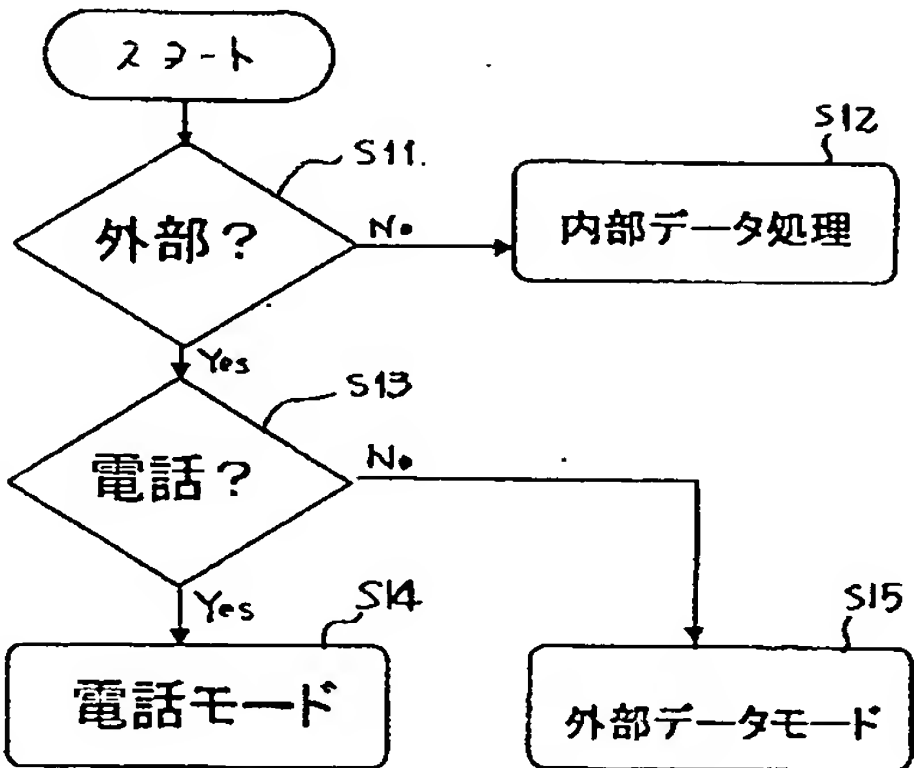 スタート
S11.
外部?
No
S12
内部データ処理
Yes
S13
電話?
No
Yes
S14
電話モード
S15
外部データモード